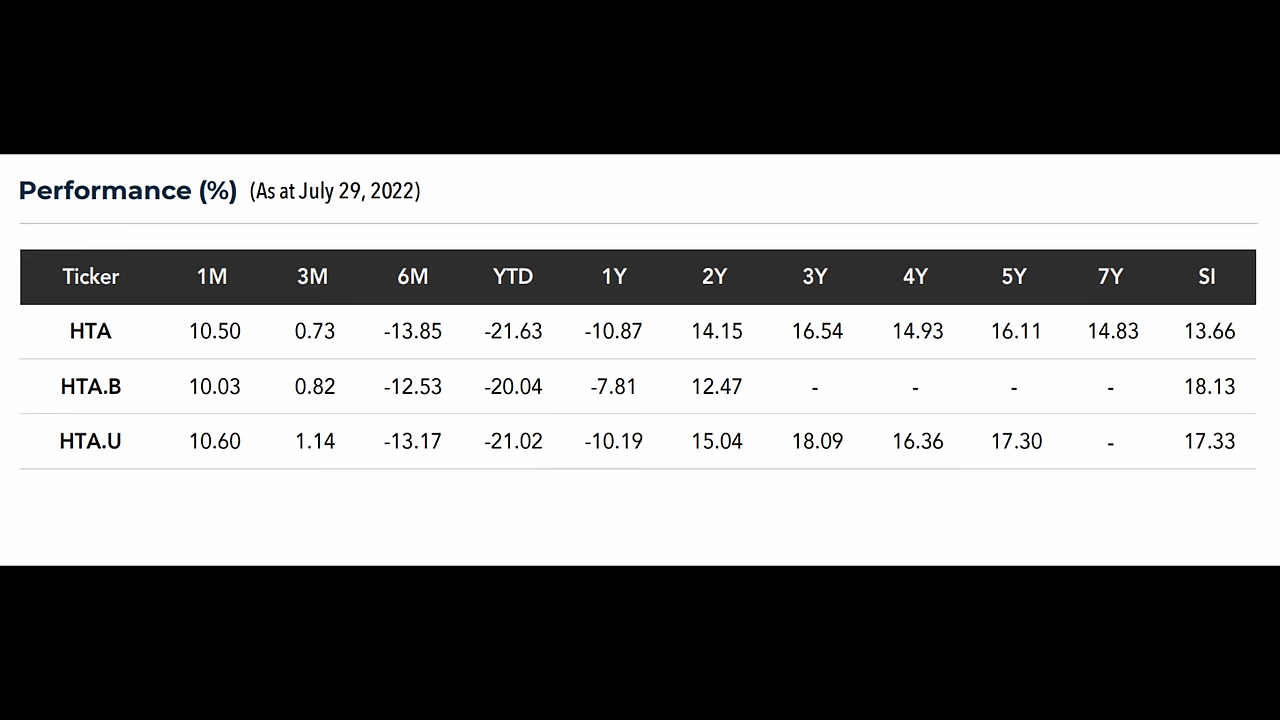 Performance (%) (As at July 29, 2022)
Ticker 1M 3M 6M YTD 1Y 2Y 3Y 4Y 5Y 7Y SI
HTA 10.50 0.73 -13.85 -21.63 -10.87 14.15 16.54 14.93 16.11 14.83 13.66
HTA.B 10.03 0.82 -12.53 -20.04 -7.81 12.47 - - - - 18.13
HTA.U 10.60 1.14 -13.17 -21.02 -10.19 15.04 18.09 16.36 17.30 - 17.33